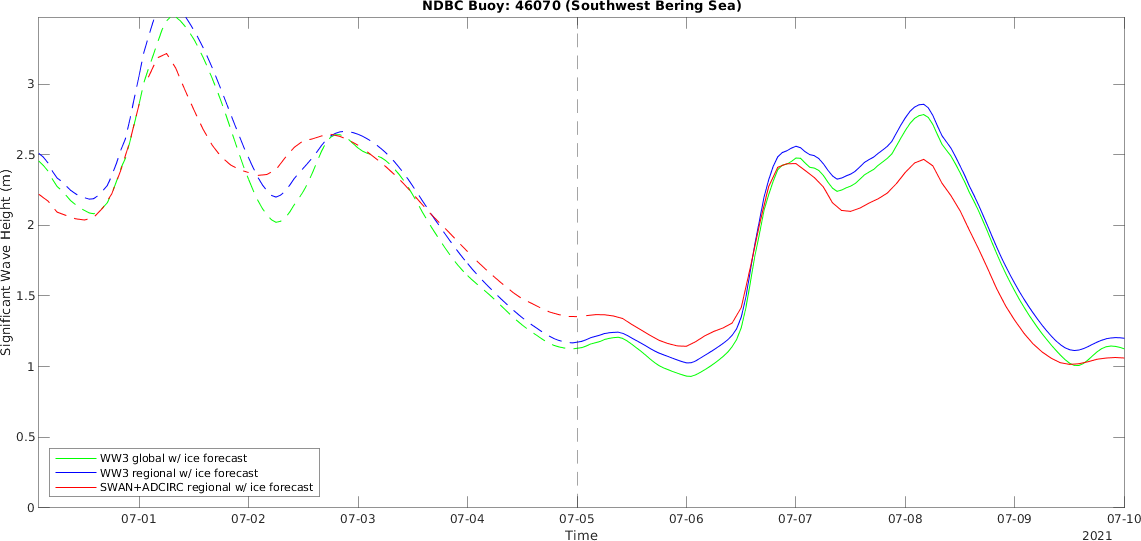 NDBC Buoy: 46070 (Southwest Bering Sea)
Significant Wave Height (m)
3
2.5
2
1.5
1
0.5
0
WW3 global w/ ice forecast
WW3 regional w/ ice forecast
SWAN+ADCIRC regional w/ ice forecast
07-01 07-02 07-03 07-04 07-05 07-06 07-07 07-08 07-09 07-10
Time
2021